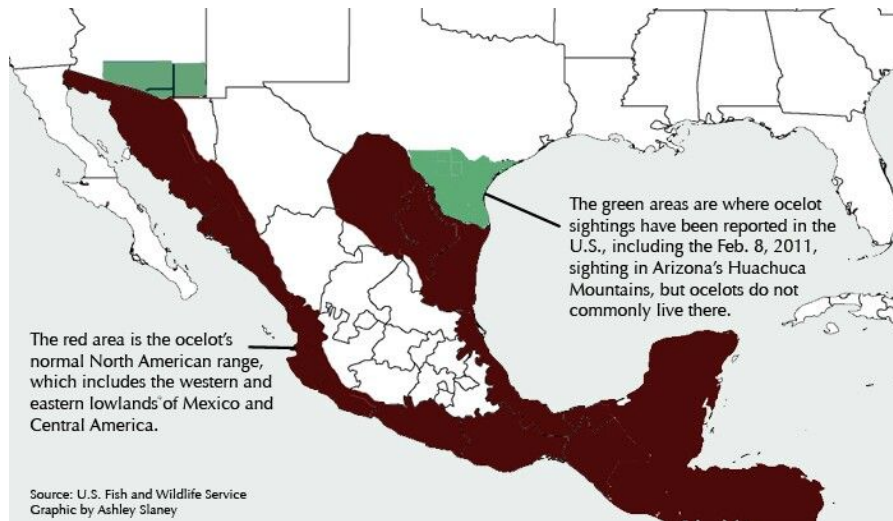 The green areas are where ocelot
sightings have been reported in the
U.S., including the Feb. 8, 2011,
sighting in Arizona's Huachuca
Mountains, but ocelots do not
commonly live there.
The red area is the ocelot's
normal North American range,
which includes the western and
eastern lowlands of Mexico and
Central America.
Source: U.S. Fish and Wildlife Service
Graphic by Ashley Slaney